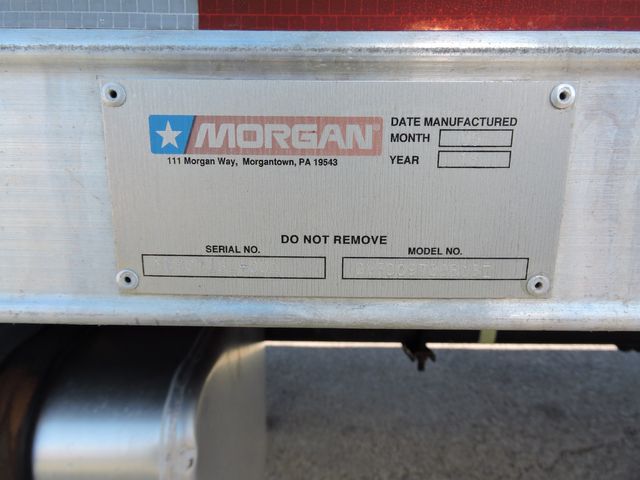 MORGAN
111 Morgan Way, Morgantown, PA 19543
DATE MANUFACTURED
MONTH
YEAR
DO NOT REMOVE
SERIAL NO.
MODEL NO.